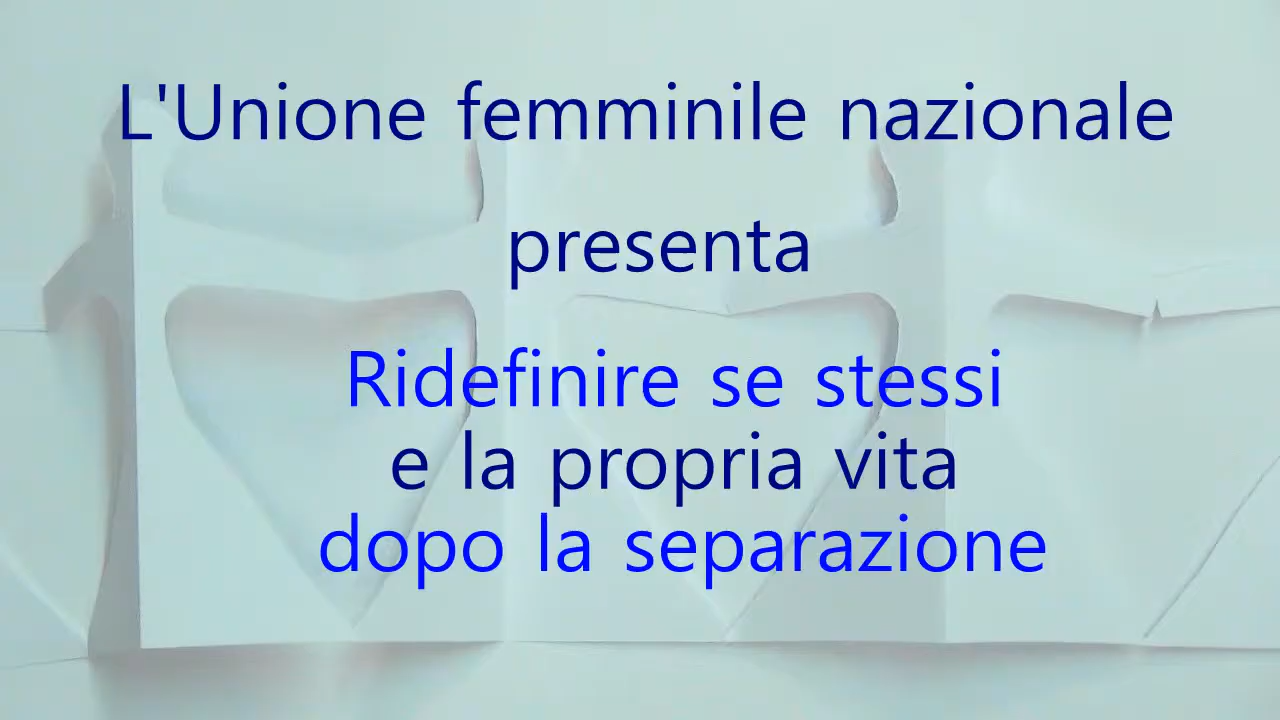 L'Unione femminile nazionale
presenta
Ridefinire se stessi
e la propria vita
dopo la separazione